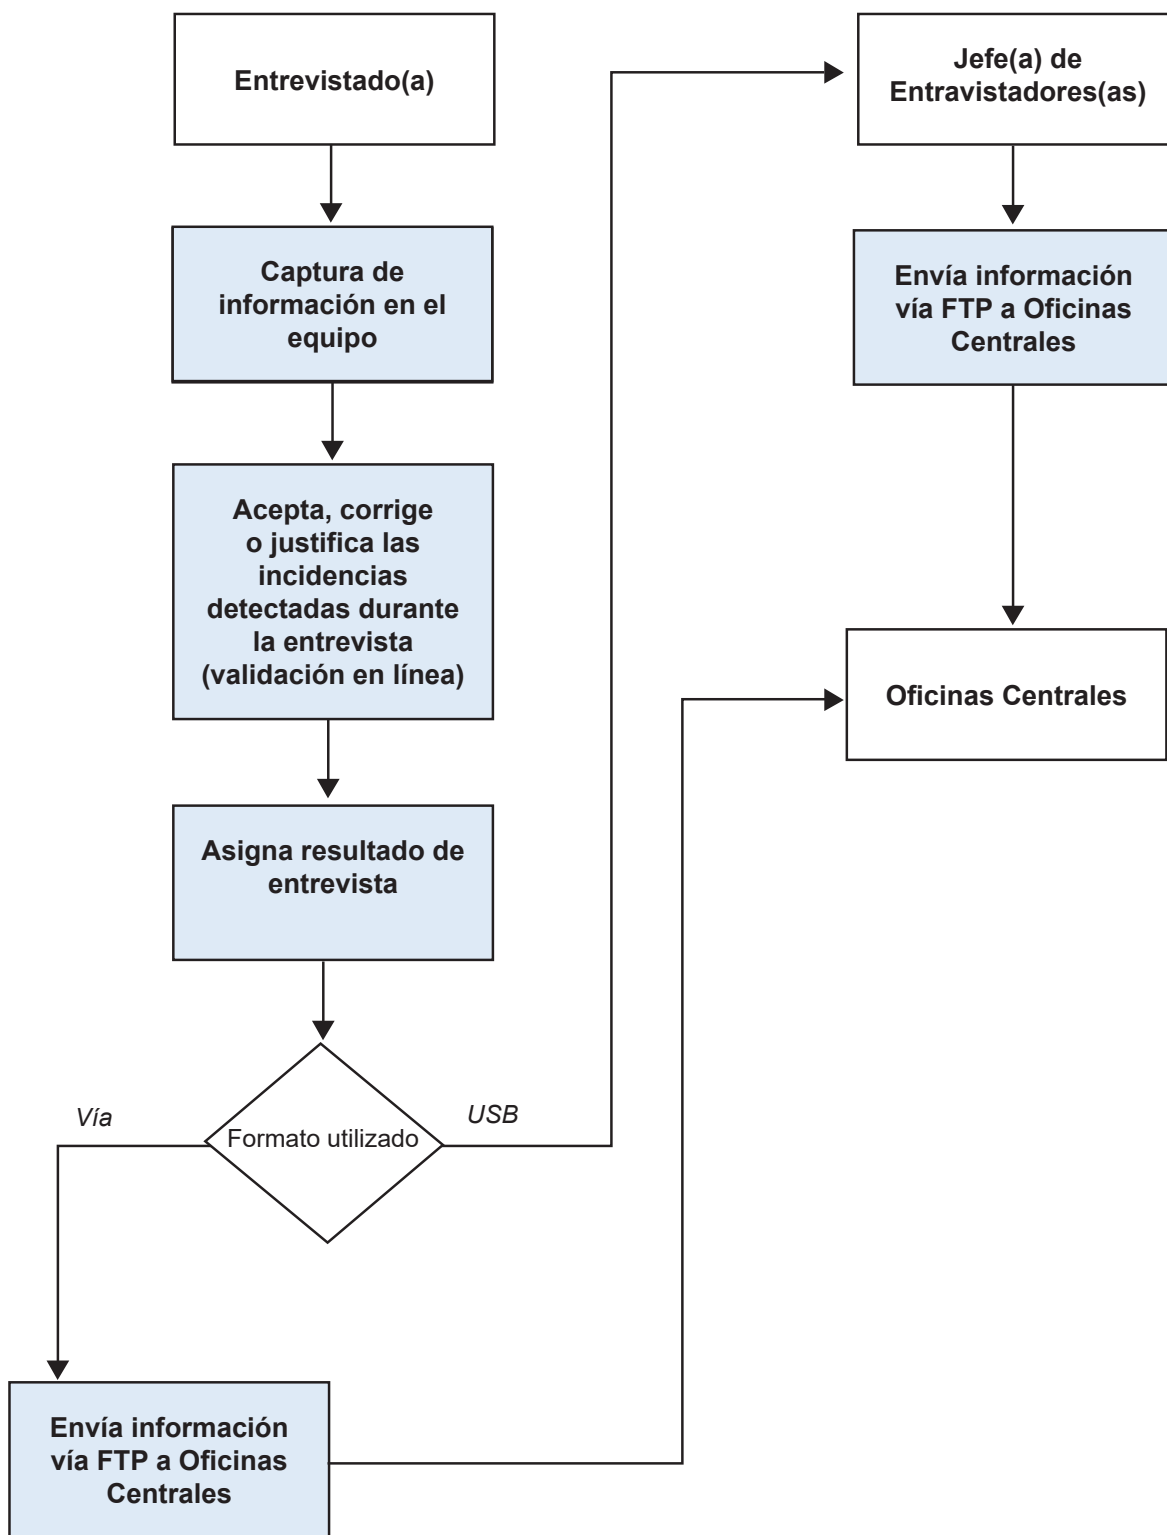 Entrevistado(a)
Captura de
información en el
equipo
Acepta, corrige
o justifica las
incidencias
detectadas durante
la entrevista
(validación en línea)
Asigna resultado de
entrevista
Vía
Formato utilizado
USB
Envía información
vía FTP a Oficinas
Centrales
Jefe(a) de
Entravistadores(as)
Envía información
vía FTP a Oficinas
Centrales
Oficinas Centrales